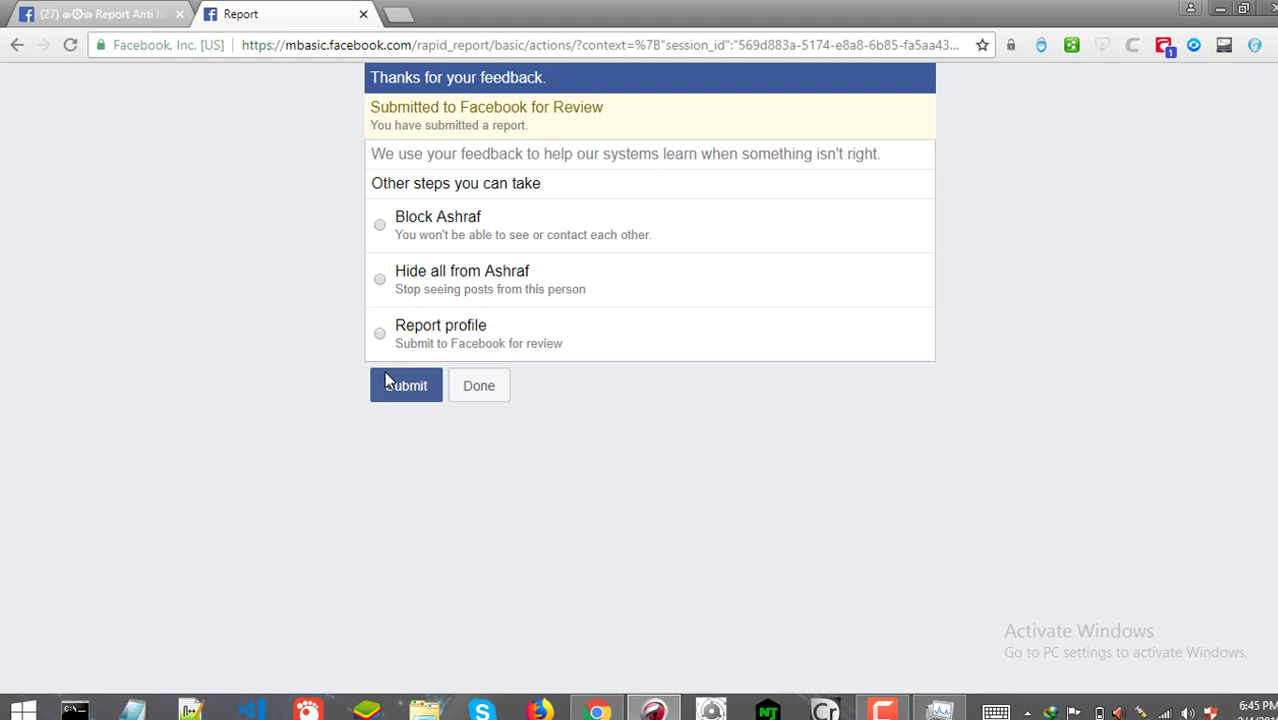 (27) Report Anti
Report
Facebook, Inc. [US]
https://mbasic.facebook.com/rapid_report/basic/actions/?context=%7B"session_id":"569d883a-5174-e8a8-6b85-fa5aa43...
1
Thanks for your feedback.
Submitted to Facebook for Review
You have submitted a report.
We use your feedback to help our systems learn when something isn't right.
Other steps you can take
Block Ashraf
You won't be able to see or contact each other.
Hide all from Ashraf
Stop seeing posts from this person
Report profile
Submit to Facebook for review
Submit Done
Activate Windows
Go to PC settings to activate Windows.
6:45 PM